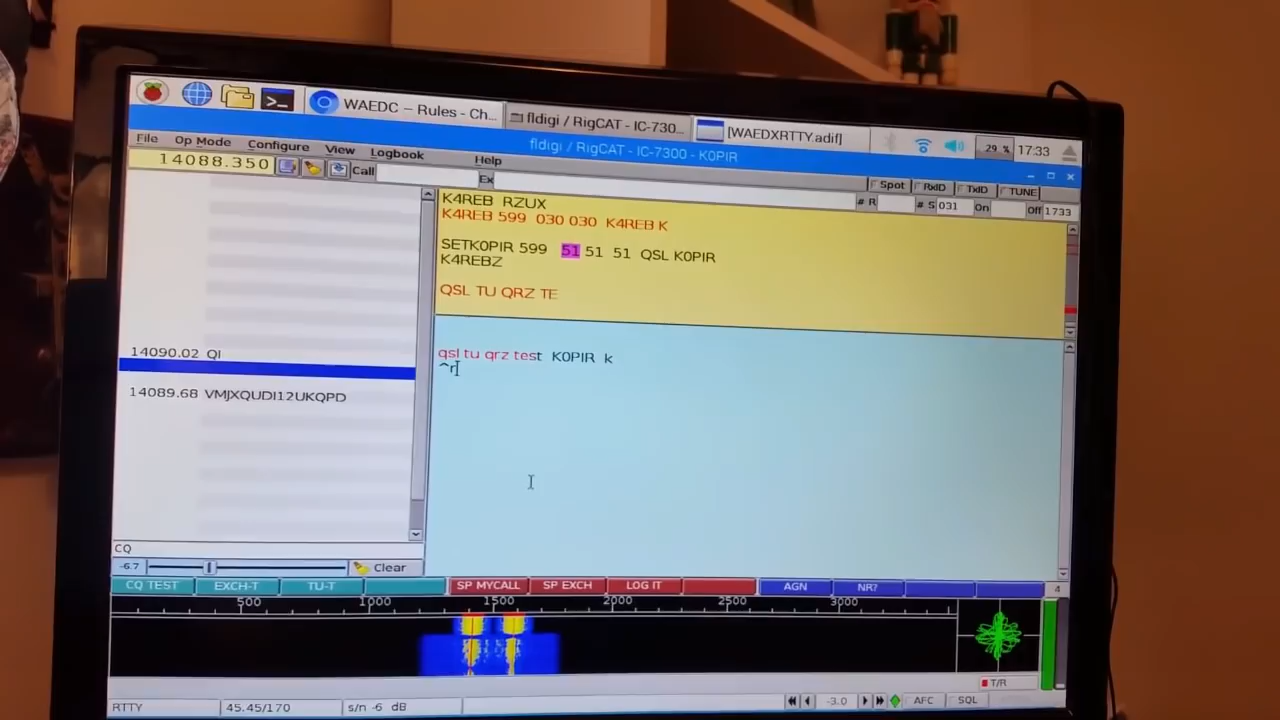 WAEDC – Rules - Ch...
fldigi / RigCAT - IC-730...
[WAEDXRTTY.adif]
29 %
17:33
fldigi / RigCAT - IC-7300 - K0PIR
File Op Mode Configure View Logbook Help
14088.350
Call
Ex
Spot RxID TxID TUNE
# R
# S 031
On
Off 1733
K4REB RZUX
K4REB 599 030 030 K4REB K
SETK0PIR 599 51 51 51 QSL K0PIR
K4REBZ
QSL TU QRZ TE
14090.02 QI
14089.68 VMJXQUDI12UKQPD
qsl tu qrz test K0PIR k
^r
CQ
-6.7
Clear
CQ TEST EXCH-T TU-T SP MYCALL SP EXCH LOG IT AGN NR? 4
500 1000 1500 2000 2500 3000
T/R
RTTY 45.45/170 s/n -6 dB -3.0 AFC SQL